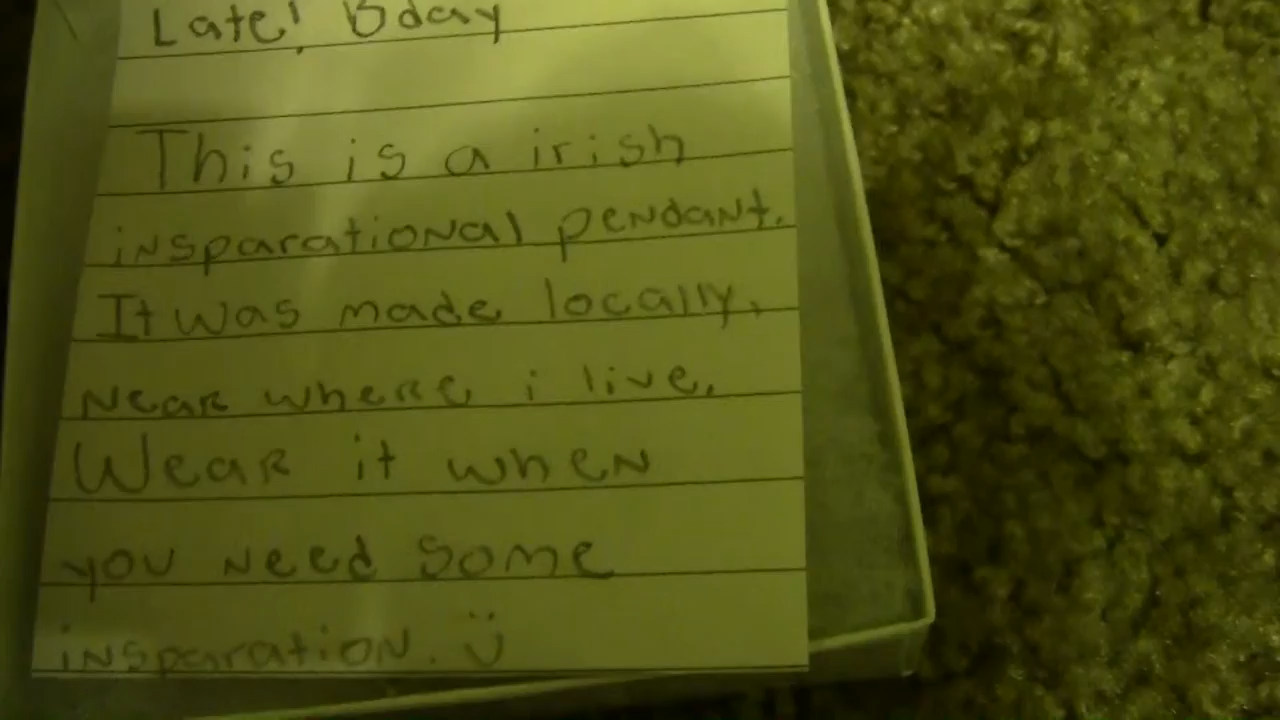 Late! Bday
This is a irish
insparational pendant.
It was made locally,
Near where i live.
Wear it when
you need some
insparation. ü